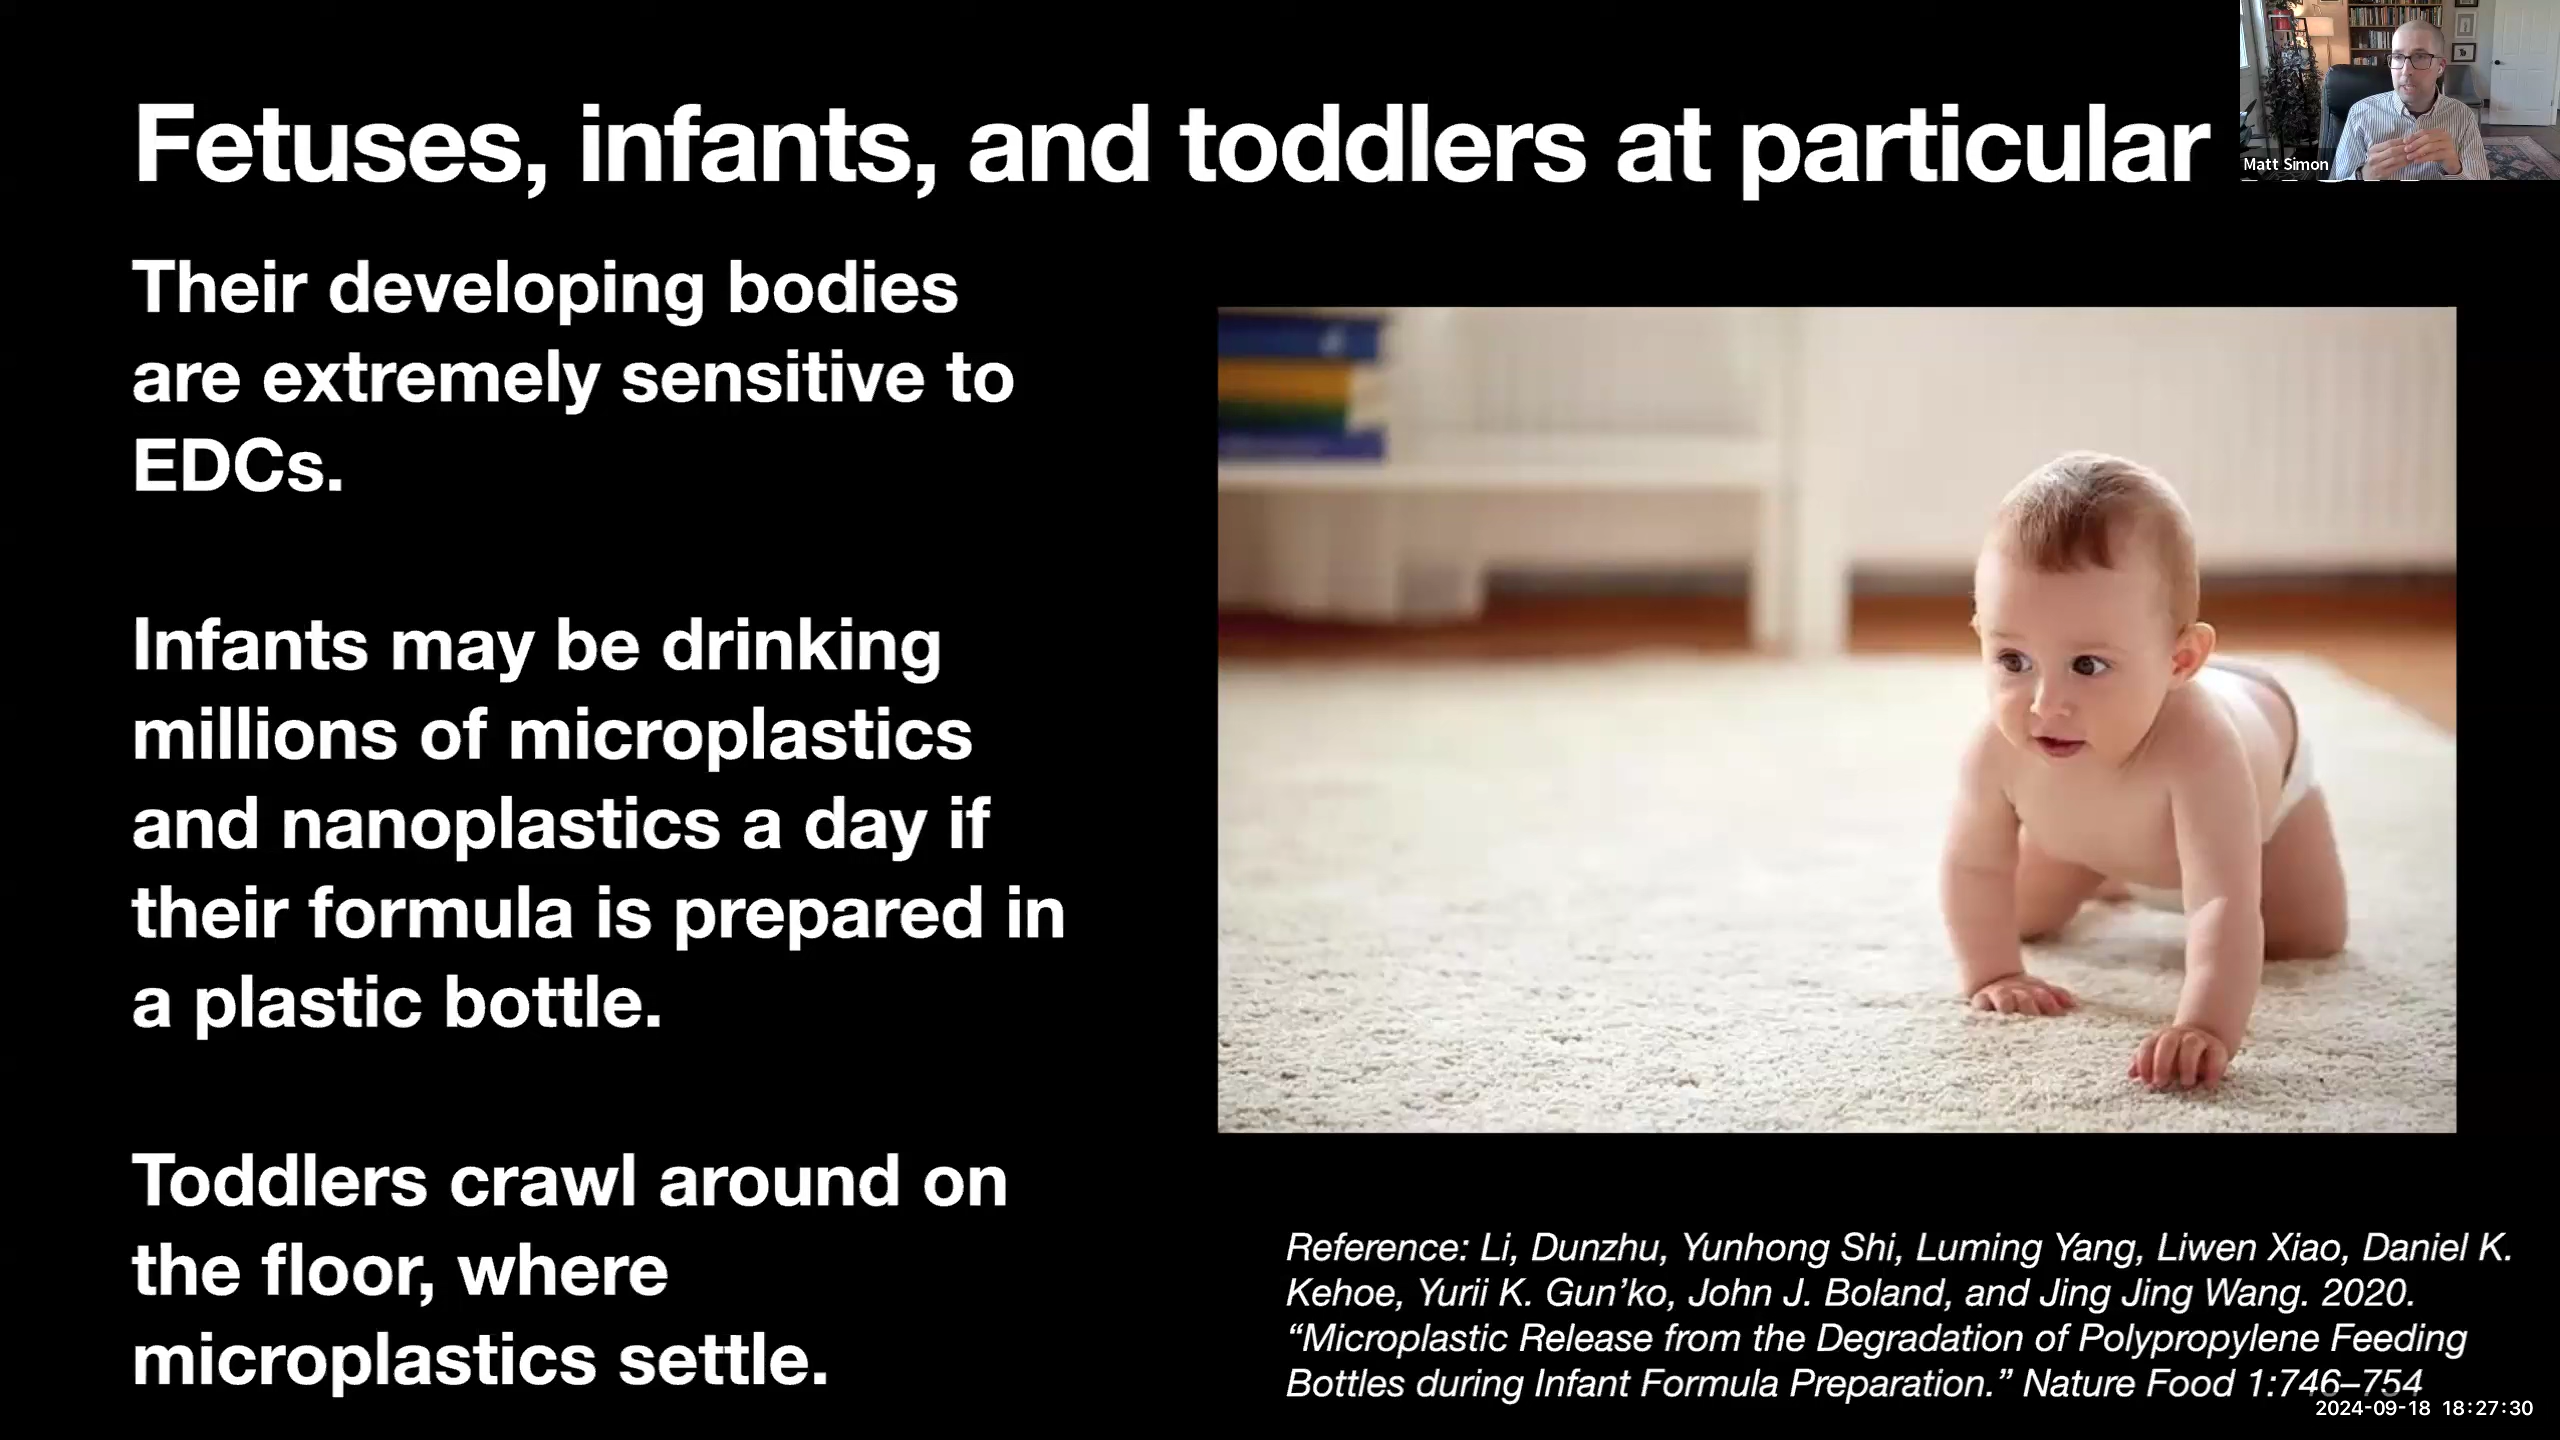 Fetuses, infants, and toddlers at particular
Matt Simon
Their developing bodies
are extremely sensitive to
EDCs.
Infants may be drinking
millions of microplastics
and nanoplastics a day if
their formula is prepared in
a plastic bottle.
Toddlers crawl around on
the floor, where
microplastics settle.
Reference: Li, Dunzhu, Yunhong Shi, Luming Yang, Liwen Xiao, Daniel K.
Kehoe, Yurii K. Gun’ko, John J. Boland, and Jing Jing Wang. 2020.
“Microplastic Release from the Degradation of Polypropylene Feeding
Bottles during Infant Formula Preparation.” Nature Food 1:746–754
2024-09-18 18:27:30